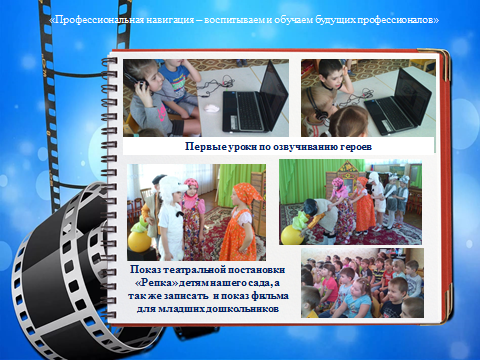 «Профессиональная навигация – воспитываем и обучаем будущих профессионалов»
Первые уроки по озвучиванию героев
Показ театральной постановки
«Репка» детям нашего сада, а
так же записать и показ фильма
для младших дошкольников